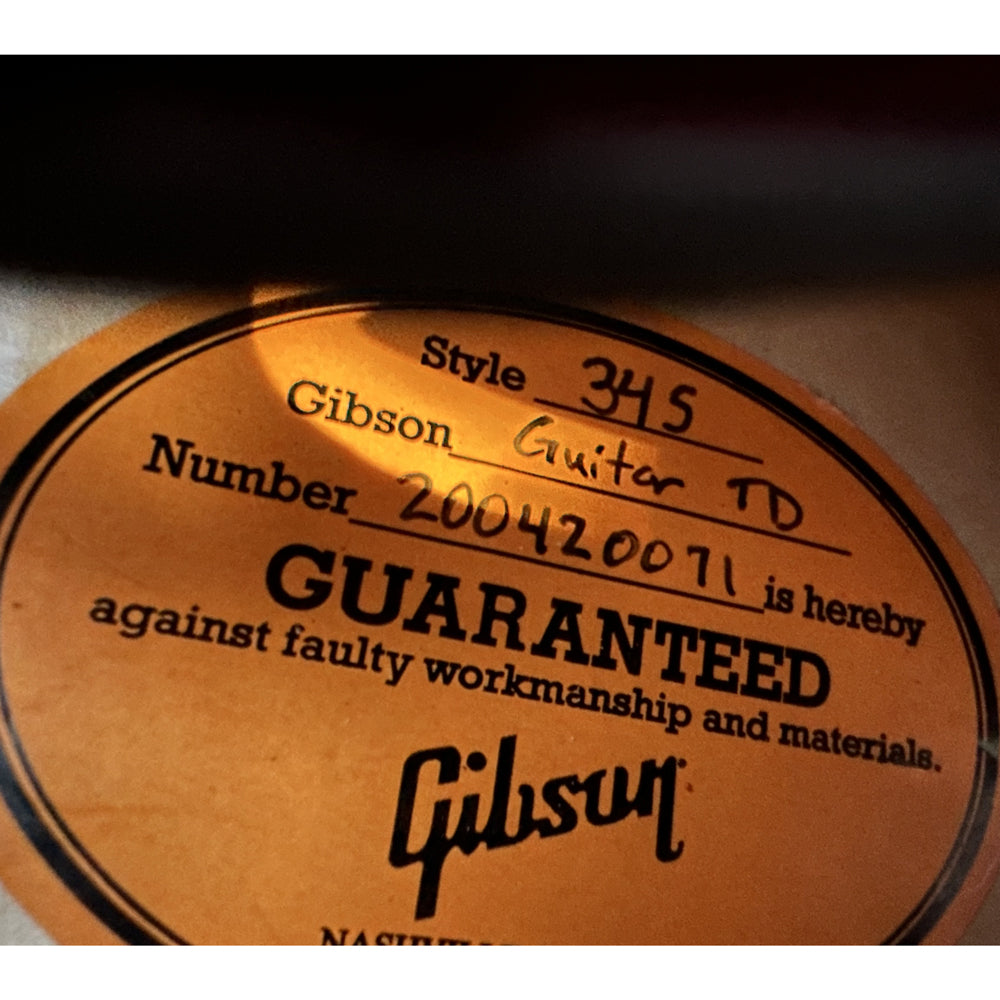 Style 345
Gibson Guitar TD
Number 200420071 is hereby
GUARANTEED
against faulty workmanship and materials.
Gibson